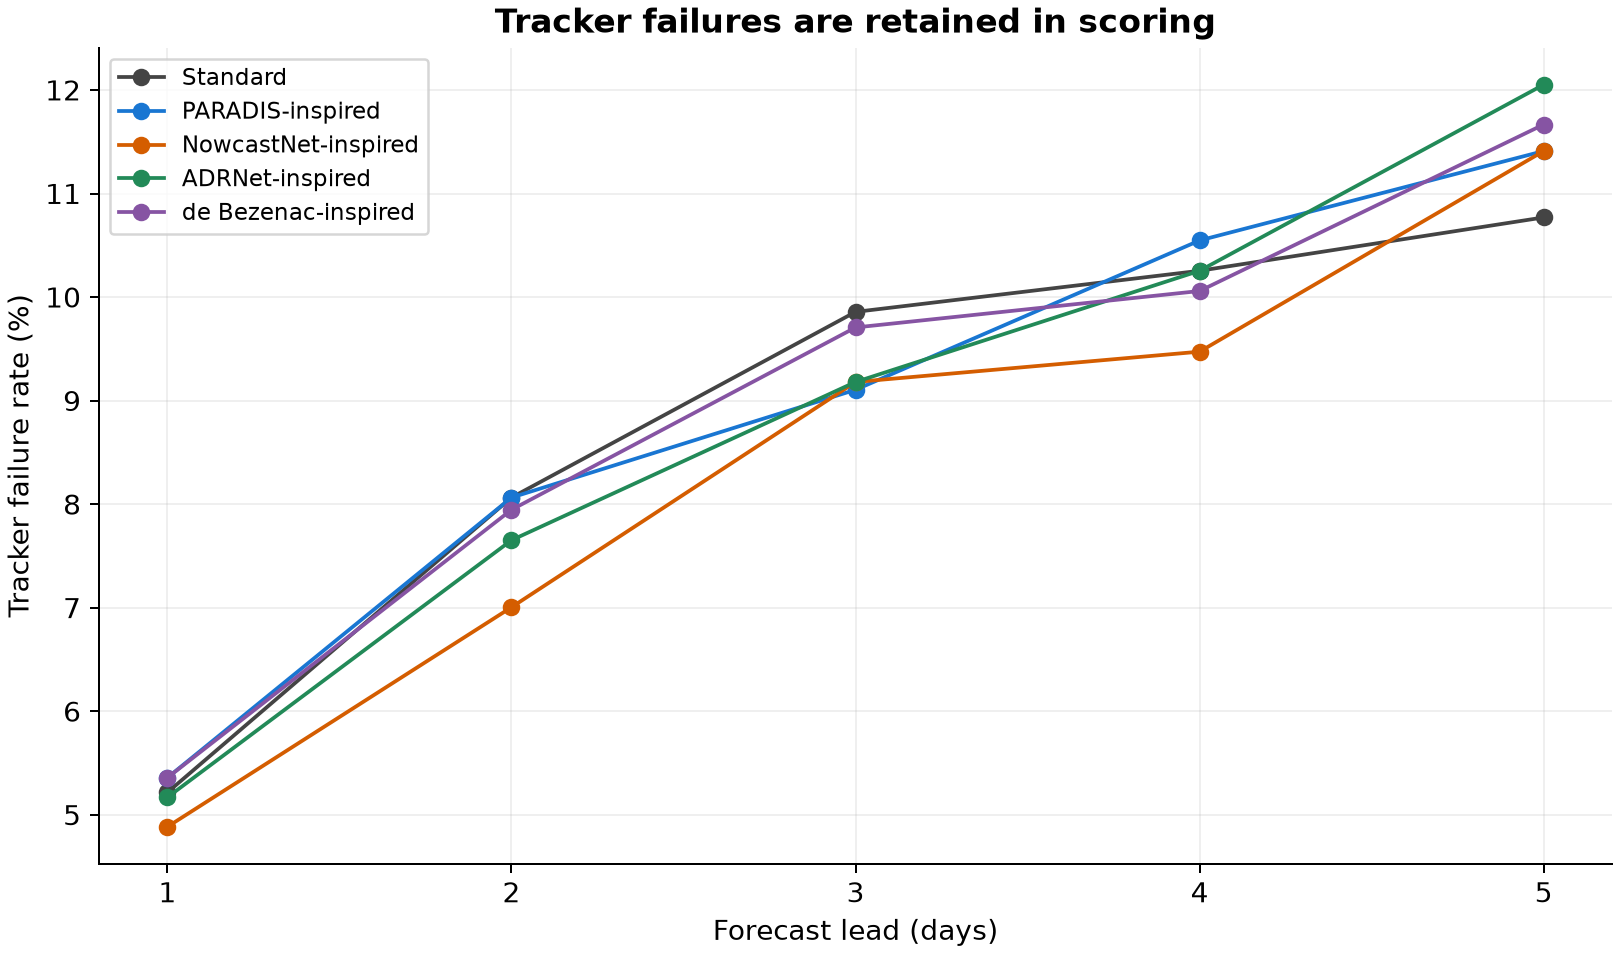 Tracker failures are retained in scoring
Standard
PARADIS-inspired
NowcastNet-inspired
ADRNet-inspired
de Bezenac-inspired
Tracker failure rate (%)
12
11
10
9
8
7
6
5
1 2 3 4 5
Forecast lead (days)